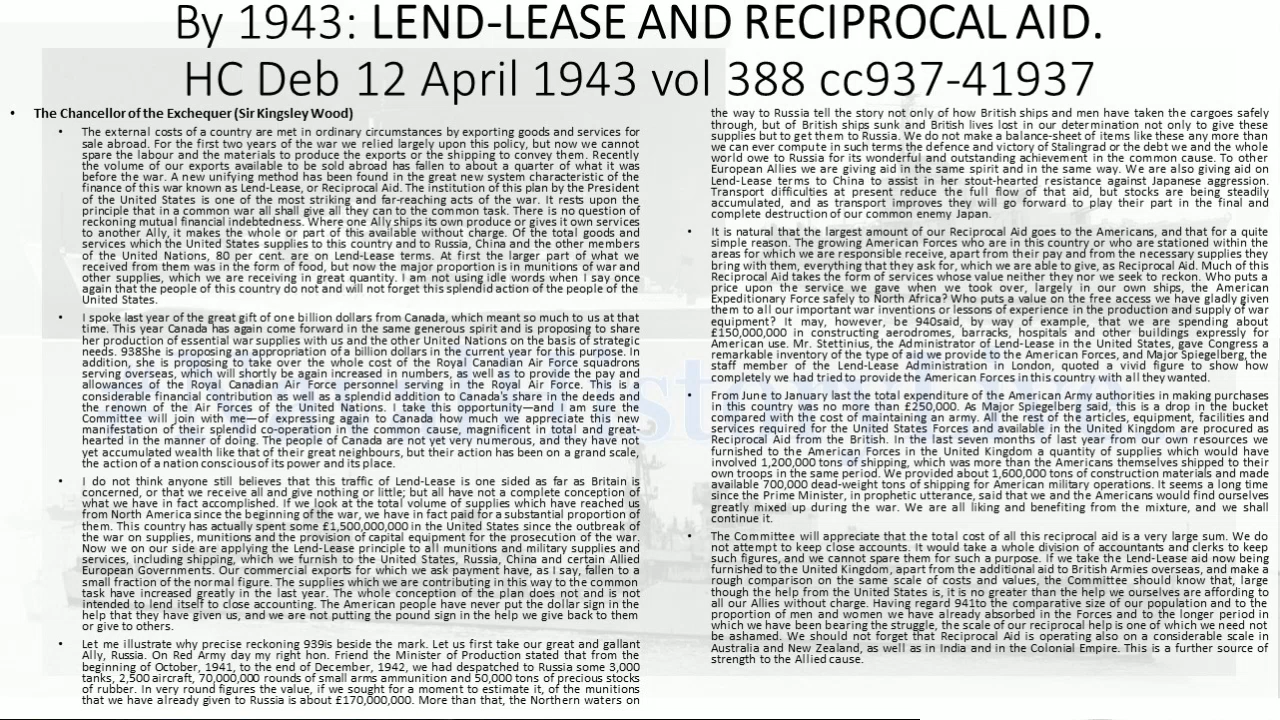 By 1943: LEND-LEASE AND RECIPROCAL AID.
HC Deb 12 April 1943 vol 388 cc937-41937
• The Chancellor of the Exchequer (Sir Kingsley Wood)
• The external costs of a country are met in ordinary circumstances by exporting goods and services for
sale abroad. For the first two years of the war we relied largely upon this policy, but now we cannot
spare the labour and the materials to produce the exports or the shipping to convey them. Recently
the volume of our exports available to be sold abroad has fallen to about a quarter of what it was
before the war. A new unifying method has been found in the great new system characteristic of the
finance of this war known as Lend-Lease, or Reciprocal Aid. The institution of this plan by the President
of the United States is one of the most striking and far-reaching acts of the war. It rests upon the
principle that in a common war all shall give all they can to the common task. There is no question of
reckoning mutual financial indebtedness. Where one Ally ships its own produce or gives its own services
to another Ally, it makes the whole or part of this available without charge. Of the total goods and
services which the United States supplies to this country and to Russia, China and the other members
of the United Nations, 80 per cent. are on Lend-Lease terms. At first the larger part of what we
received from them was in the form of food, but now the major proportion is in munitions of war and
other supplies, which we are receiving in great quantity. I am not using idle words when I say once
again that the people of this country do not and will not forget this splendid action of the people of the
United States.
• I spoke last year of the great gift of one billion dollars from Canada, which meant so much to us at that
time. This year Canada has again come forward in the same generous spirit and is proposing to share
her production of essential war supplies with us and the other United Nations on the basis of strategic
needs. 938She is proposing an appropriation of a billion dollars in the current year for this purpose. In
addition, she is proposing to take over the whole cost of the Royal Canadian Air Force squadrons
serving overseas, which will shortly be again increased in numbers, as well as to provide the pay and
allowances of the Royal Canadian Air Force personnel serving in the Royal Air Force. This is a
considerable financial contribution as well as a splendid addition to Canada's share in the deeds and
the renown of the Air Forces of the United Nations. I take this opportunity—and I am sure the
Committee will join with me—of expressing again to Canada how much we appreciate this new
manifestation of their splendid co-operation in the common cause, magnificent in total and great-
hearted in the manner of doing. The people of Canada are not yet very numerous, and they have not
yet accumulated wealth like that of their great neighbours, but their action has been on a grand scale,
the action of a nation conscious of its power and its place.
• I do not think anyone still believes that this traffic of Lend-Lease is one sided as far as Britain is
concerned, or that we receive all and give nothing or little; but all have not a complete conception of
what we have in fact accomplished. If we look at the total volume of supplies which have reached us
from North America since the beginning of the war, we have in fact paid for a substantial proportion of
them. This country has actually spent some £1,500,000,000 in the United States since the outbreak of
the war on supplies, munitions and the provision of capital equipment for the prosecution of the war.
Now we on our side are applying the Lend-Lease principle to all munitions and military supplies and
services, including shipping, which we furnish to the United States, Russia, China and certain Allied
European Governments. Our commercial exports for which we ask payment have, as I say, fallen to a
small fraction of the normal figure. The supplies which we are contributing in this way to the common
task have increased greatly in the last year. The whole conception of the plan does not and is not
intended to lend itself to close accounting. The American people have never put the dollar sign in the
help that they have given us, and we are not putting the pound sign in the help we give back to them
or give to others.
• Let me illustrate why precise reckoning 939is beside the mark. Let us first take our great and gallant
Ally, Russia. On Red Army day my right hon. Friend the Minister of Production stated that from the
beginning of October, 1941, to the end of December, 1942, we had despatched to Russia some 3,000
tanks, 2,500 aircraft, 70,000,000 rounds of small arms ammunition and 50,000 tons of precious stocks
of rubber. In very round figures the value, if we sought for a moment to estimate it, of the munitions
that we have already given to Russia is about £170,000,000. More than that, the Northern waters on
the way to Russia tell the story not only of how British ships and men have taken the cargoes safely
through, but of British ships sunk and British lives lost in our determination not only to give these
supplies but to get them to Russia. We do not make a balance-sheet of items like these any more than
we can ever compute in such terms the defence and victory of Stalingrad or the debt we and the whole
world owe to Russia for its wonderful and outstanding achievement in the common cause. To other
European Allies we are giving aid in the same spirit and in the same way. We are also giving aid on
Lend-Lease terms to China to assist in her stout-hearted resistance against Japanese aggression.
Transport difficulties at present reduce the full flow of that aid, but stocks are being steadily
accumulated, and as transport improves they will go forward to play their part in the final and
complete destruction of our common enemy Japan.
• It is natural that the largest amount of our Reciprocal Aid goes to the Americans, and that for a quite
simple reason. The growing American Forces who are in this country or who are stationed within the
areas for which we are responsible receive, apart from their pay and from the necessary supplies they
bring with them, everything that they ask for, which we are able to give, as Reciprocal Aid. Much of this
Reciprocal Aid takes the form of services whose value neither they nor we seek to reckon. Who puts a
price upon the service we gave when we took over, largely in our own ships, the American
Expeditionary Force safely to North Africa? Who puts a value on the free access we have gladly given
them to all our important war inventions or lessons of experience in the production and supply of war
equipment? It may, however, be 940said, by way of example, that we are spending about
£150,000,000 in constructing aerodromes, barracks, hospitals and other buildings expressly for
American use. Mr. Stettinius, the Administrator of Lend-Lease in the United States, gave Congress a
remarkable inventory of the type of aid we provide to the American Forces, and Major Spiegelberg, the
staff member of the Lend-Lease Administration in London, quoted a vivid figure to show how
completely we had tried to provide the American Forces in this country with all they wanted.
• From June to January last the total expenditure of the American Army authorities in making purchases
in this country was no more than £250,000. As Major Spiegelberg said, this is a drop in the bucket
compared with the cost of maintaining an army. All the rest of the articles, equipment, facilities and
services required for the United States Forces and available in the United Kingdom are procured as
Reciprocal Aid from the British. In the last seven months of last year from our own resources we
furnished to the American Forces in the United Kingdom a quantity of supplies which would have
involved 1,200,000 tons of shipping, which was more than the Americans themselves shipped to their
own troops in the same period. We provided about 1,600,000 tons of construction materials and made
available 700,000 dead-weight tons of shipping for American military operations. It seems a long time
since the Prime Minister, in prophetic utterance, said that we and the Americans would find ourselves
greatly mixed up during the war. We are all liking and benefiting from the mixture, and we shall
continue it.
• The Committee will appreciate that the total cost of all this reciprocal aid is a very large sum. We do
not attempt to keep close accounts. It would take a whole division of accountants and clerks to keep
such figures, and we cannot spare them for such a purpose. If we take the Lend-Lease aid now being
furnished to the United Kingdom, apart from the additional aid to British Armies overseas, and make a
rough comparison on the same scale of costs and values, the Committee should know that, large
though the help from the United States is, it is no greater than the help we ourselves are affording to
all our Allies without charge. Having regard 941to the comparative size of our population and to the
proportion of men and women we have already absorbed in the Forces and to the longer period in
which we have been bearing the struggle, the scale of our reciprocal help is one of which we need not
be ashamed. We should not forget that Reciprocal Aid is operating also on a considerable scale in
Australia and New Zealand, as well as in India and in the Colonial Empire. This is a further source of
strength to the Allied cause.